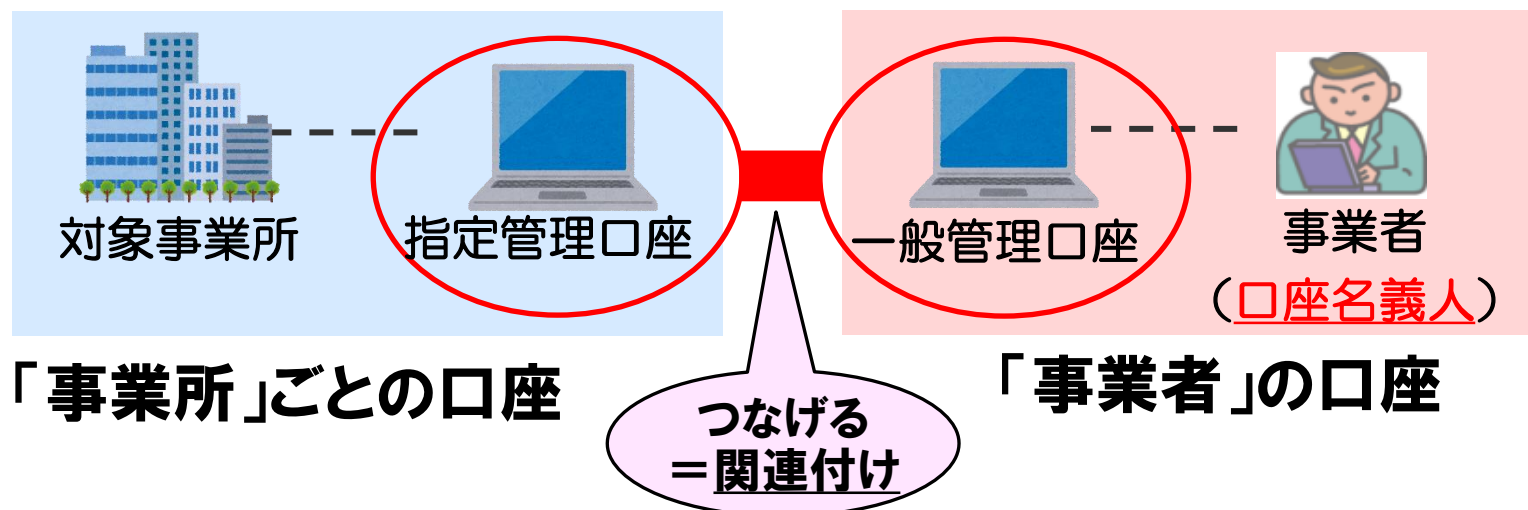 対象事業所
指定管理口座
一般管理口座
事業者
（口座名義人）
「事業所」ごとの口座
「事業者」の口座
つなげる
＝関連付け